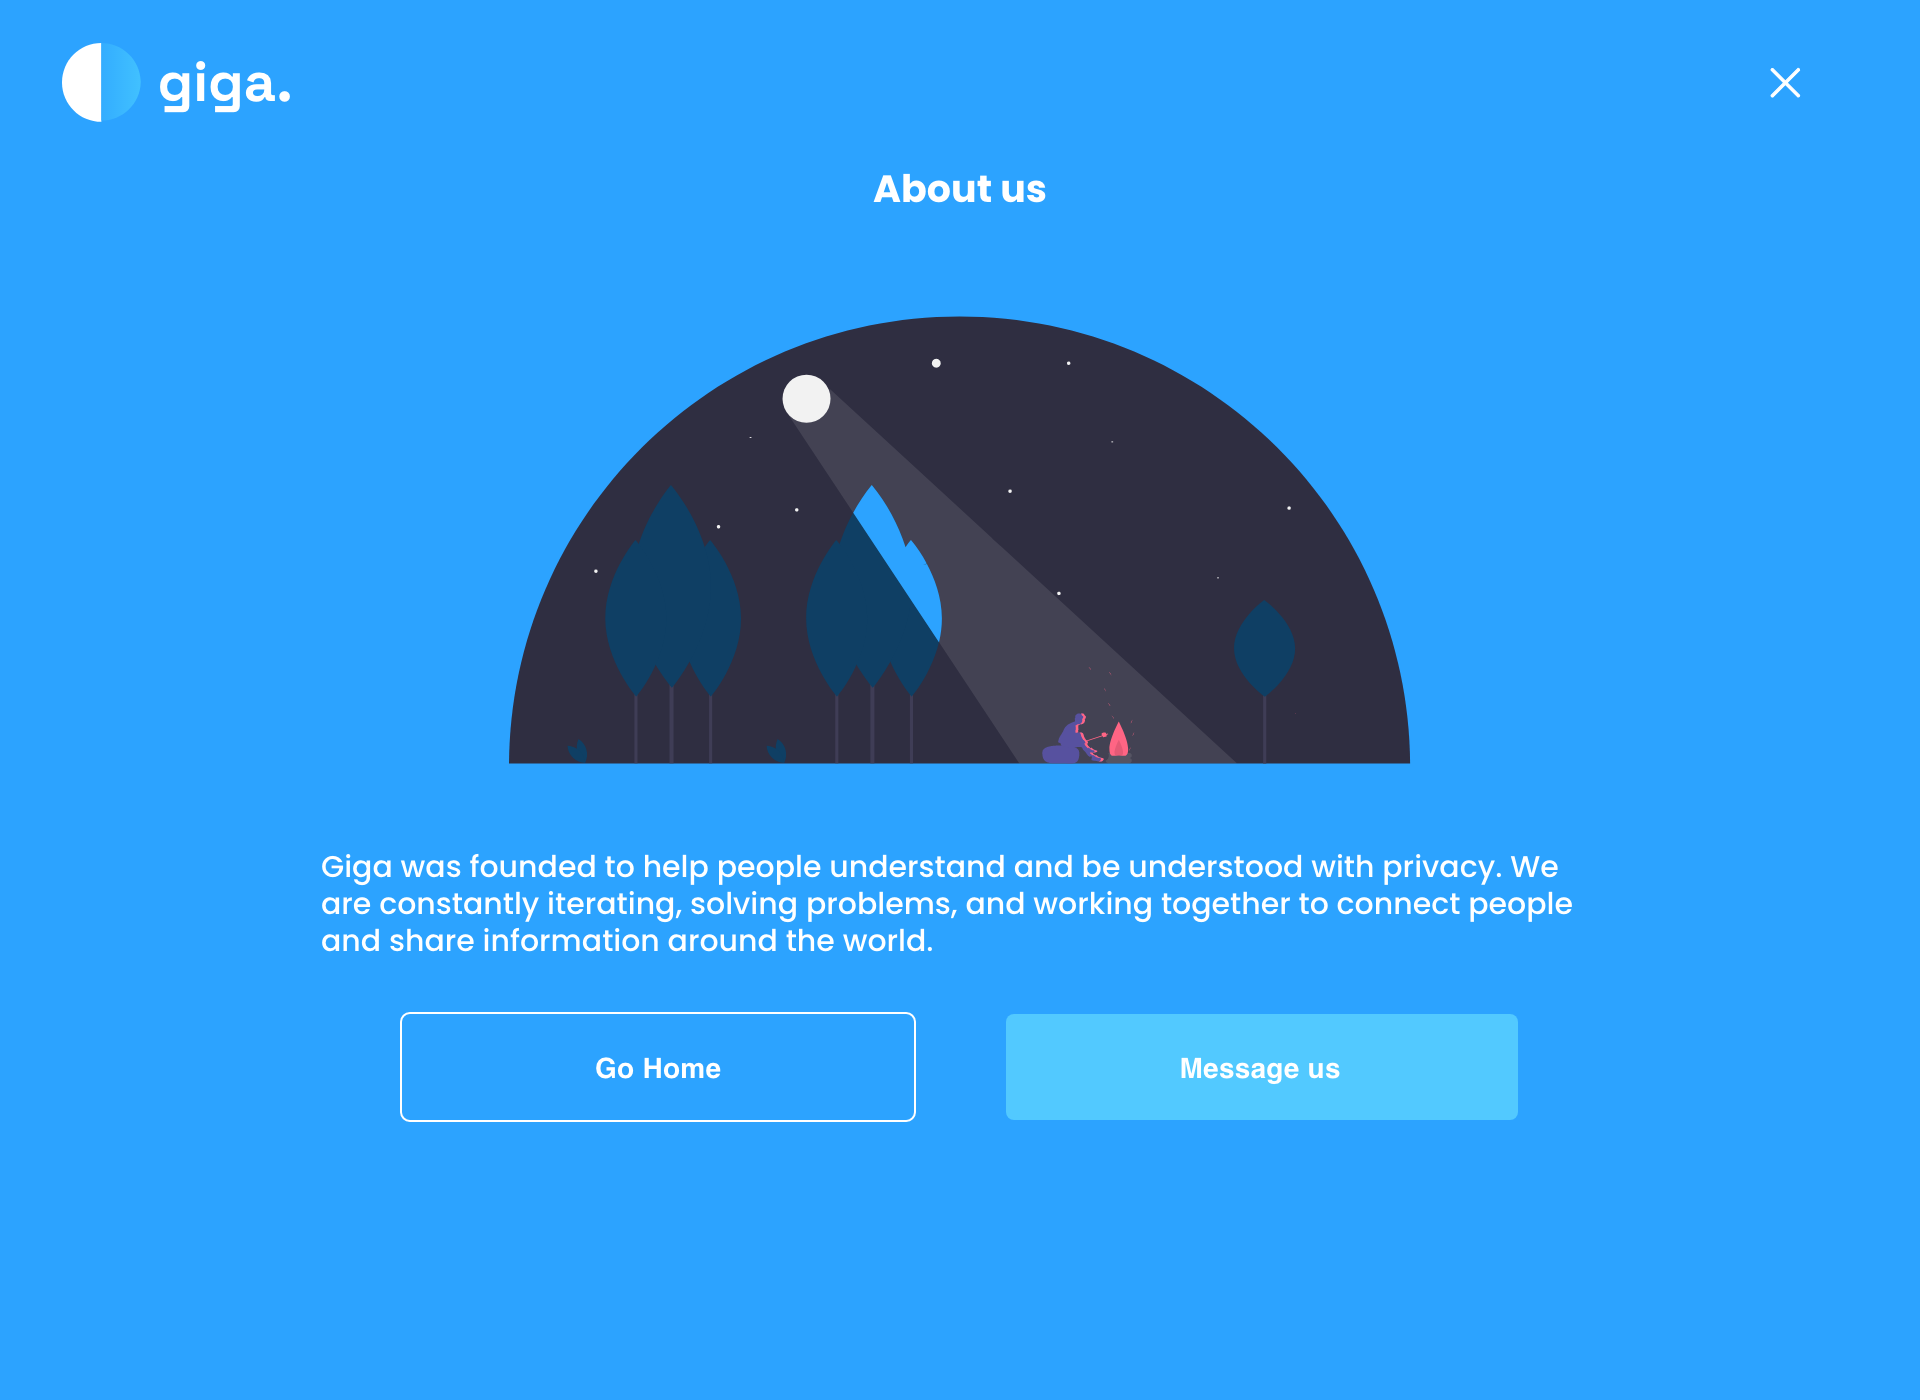 giga.
About us
Giga was founded to help people understand and be understood with privacy. We
are constantly iterating, solving problems, and working together to connect people
and share information around the world.
Go Home
Message us